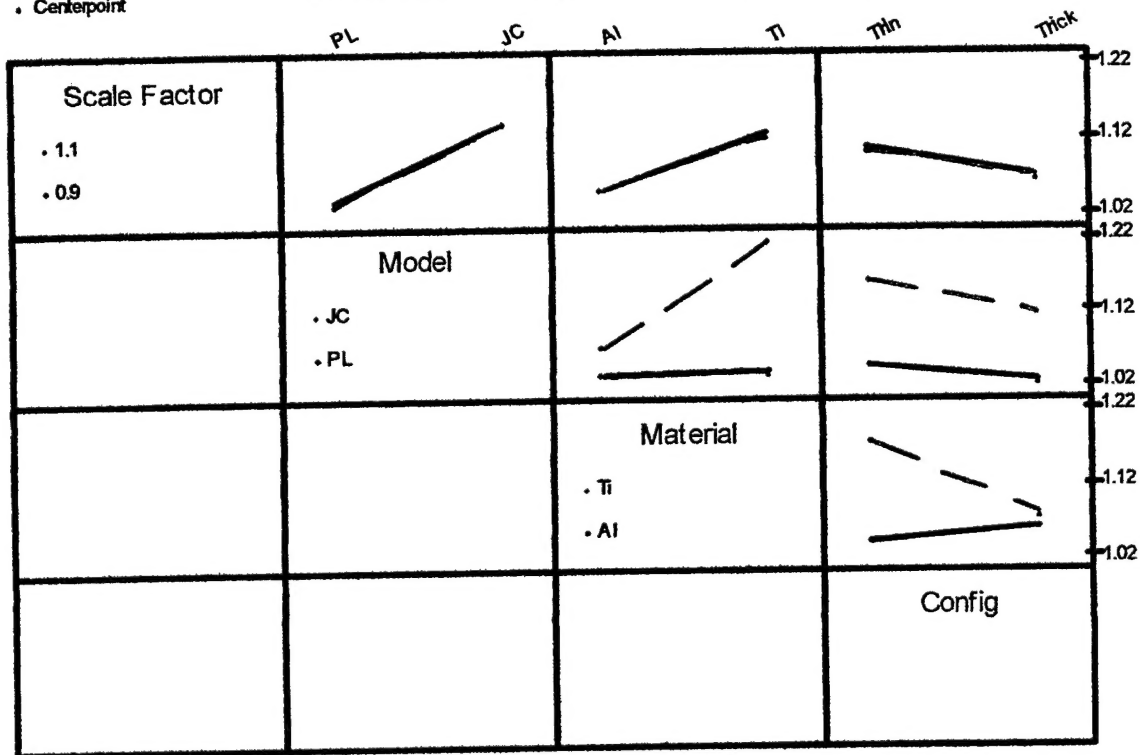 Centerpoint
PL JC Al Ti Thin Thick
Scale Factor
1.1
0.9
1.22
1.12
1.02
Model
JC
PL
1.22
1.12
1.02
Material
Ti
Al
1.22
1.12
1.02
Config